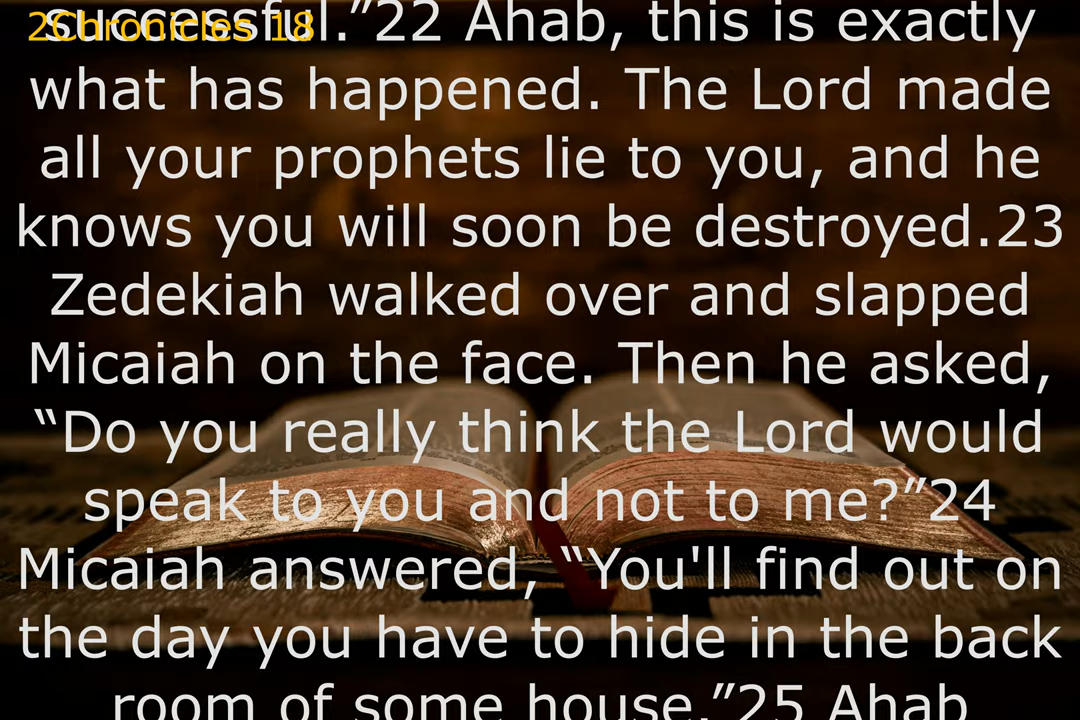 2Chronicles 18
successful.”22 Ahab, this is exactly
what has happened. The Lord made
all your prophets lie to you, and he
knows you will soon be destroyed.23
Zedekiah walked over and slapped
Micaiah on the face. Then he asked,
“Do you really think the Lord would
speak to you and not to me?”24
Micaiah answered, “You'll find out on
the day you have to hide in the back
room of some house.”25 Ahab